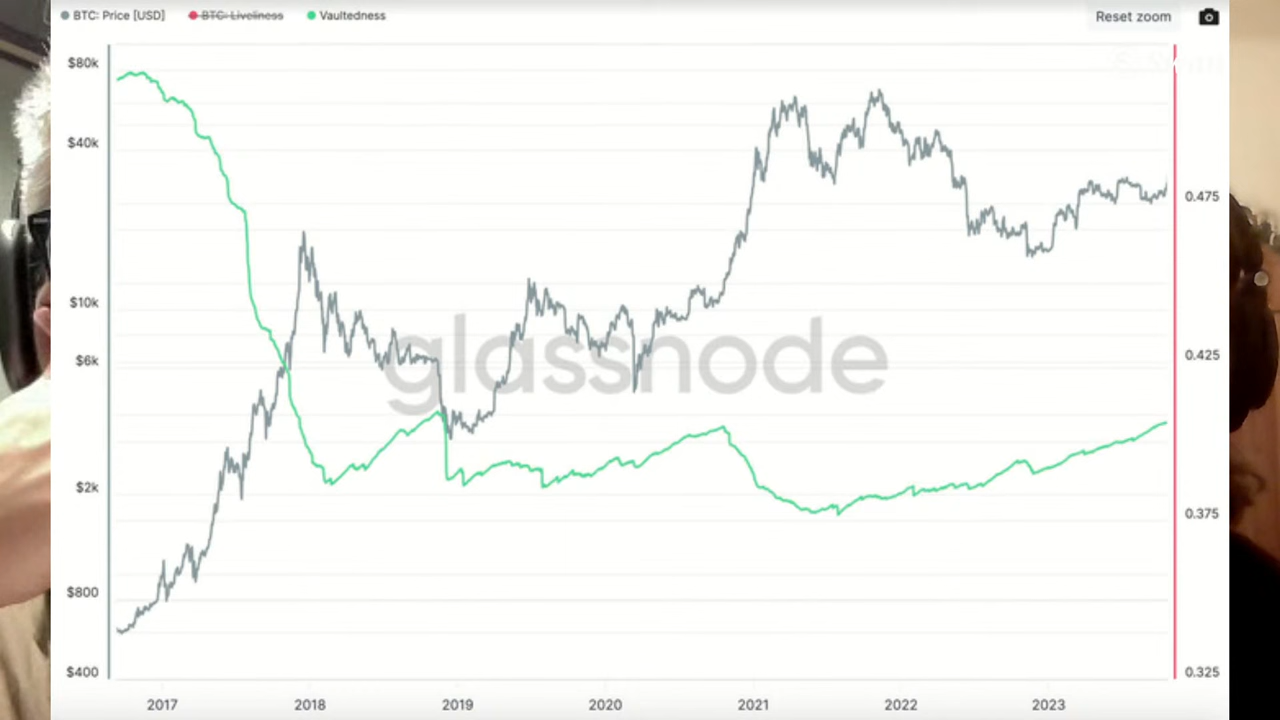 BTC: Price [USD] BTC: Liveliness Vaultedness Reset zoom
$80k
$40k
0.475
$10k
glassnode
$6k
0.425
$2k
0.375
$800
$400
0.325
2017 2018 2019 2020 2021 2022 2023